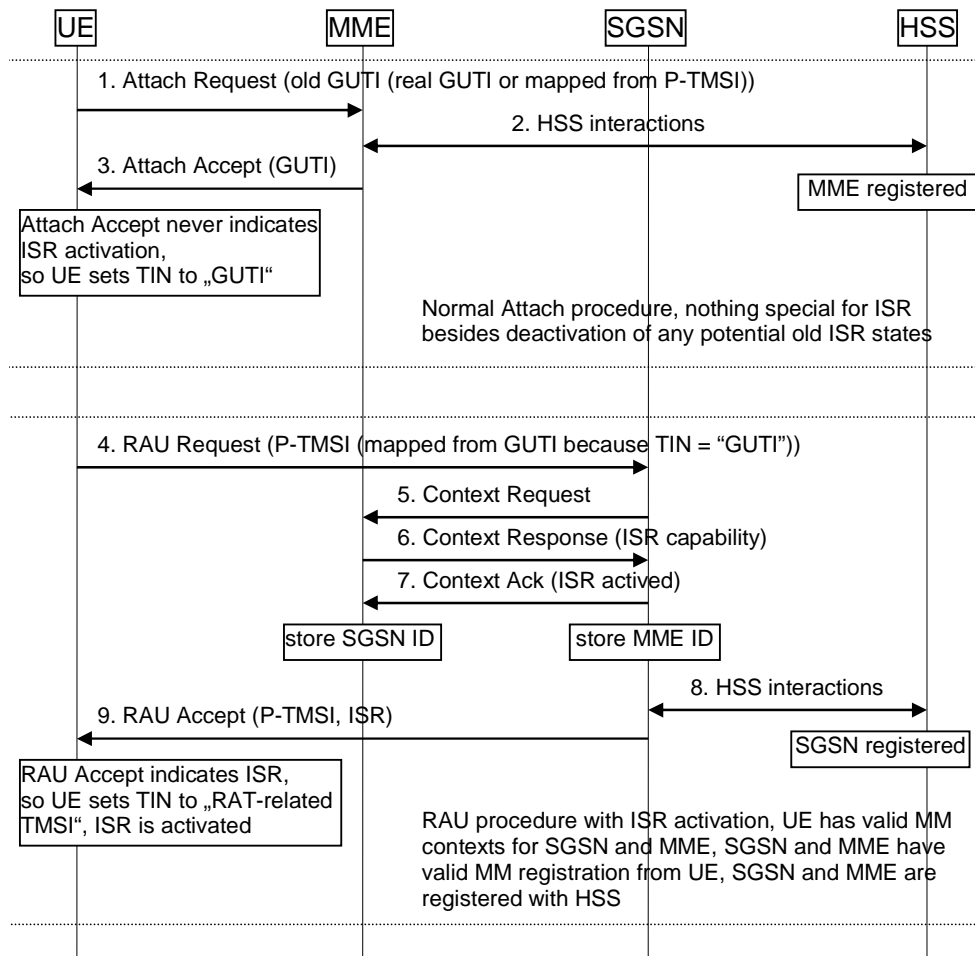 UE MME SGSN HSS
1. Attach Request (old GUTI (real GUTI or mapped from P-TMSI))
2. HSS interactions
3. Attach Accept (GUTI)
MME registered
Attach Accept never indicates
ISR activation,
so UE sets TIN to „GUTI“
Normal Attach procedure, nothing special for ISR
besides deactivation of any potential old ISR states
4. RAU Request (P-TMSI (mapped from GUTI because TIN = “GUTI”))
5. Context Request
6. Context Response (ISR capability)
7. Context Ack (ISR actived)
store SGSN ID
store MME ID
8. HSS interactions
9. RAU Accept (P-TMSI, ISR)
SGSN registered
RAU Accept indicates ISR,
so UE sets TIN to „RAT-related
TMSI“, ISR is activated
RAU procedure with ISR activation, UE has valid MM
contexts for SGSN and MME, SGSN and MME have
valid MM registration from UE, SGSN and MME are
registered with HSS